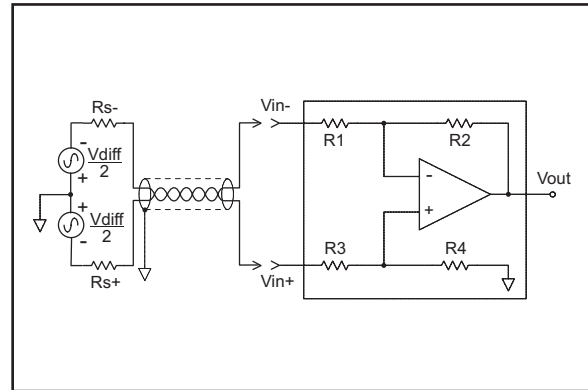 Rs-
Vin-
R1
R2
-
+
Vdiff
2
-
+
Vout
+
-
Vdiff
2
R3
R4
Rs+
Vin+